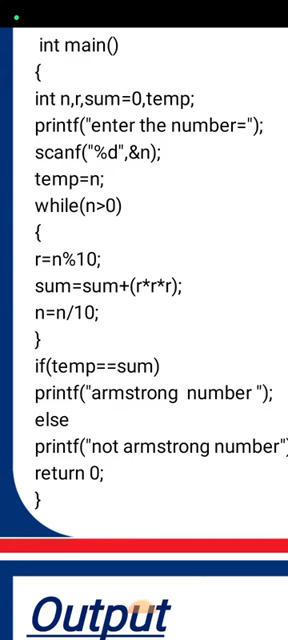 int main()
{
int n,r,sum=0,temp;
printf("enter the number=");
scanf("%d",&n);
temp=n;
while(n>0)
{
r=n%10;
sum=sum+(r*r*r);
n=n/10;
}
if(temp==sum)
printf("armstrong  number ");
else
printf("not armstrong number")
return 0;
}
Output